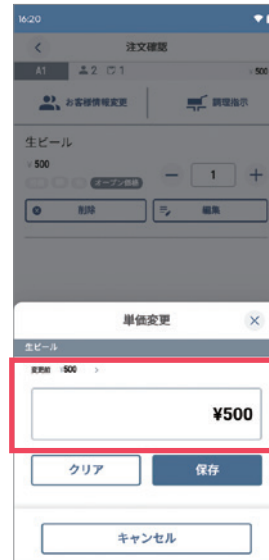 16:20
注文確認
A1 2 1 500
お客様情報変更 調理指示
生ビール
¥500
オープン価格
1
削除 編集
単価変更
生ビール
変更前 ¥500 >
¥500
クリア 保存
キャンセル